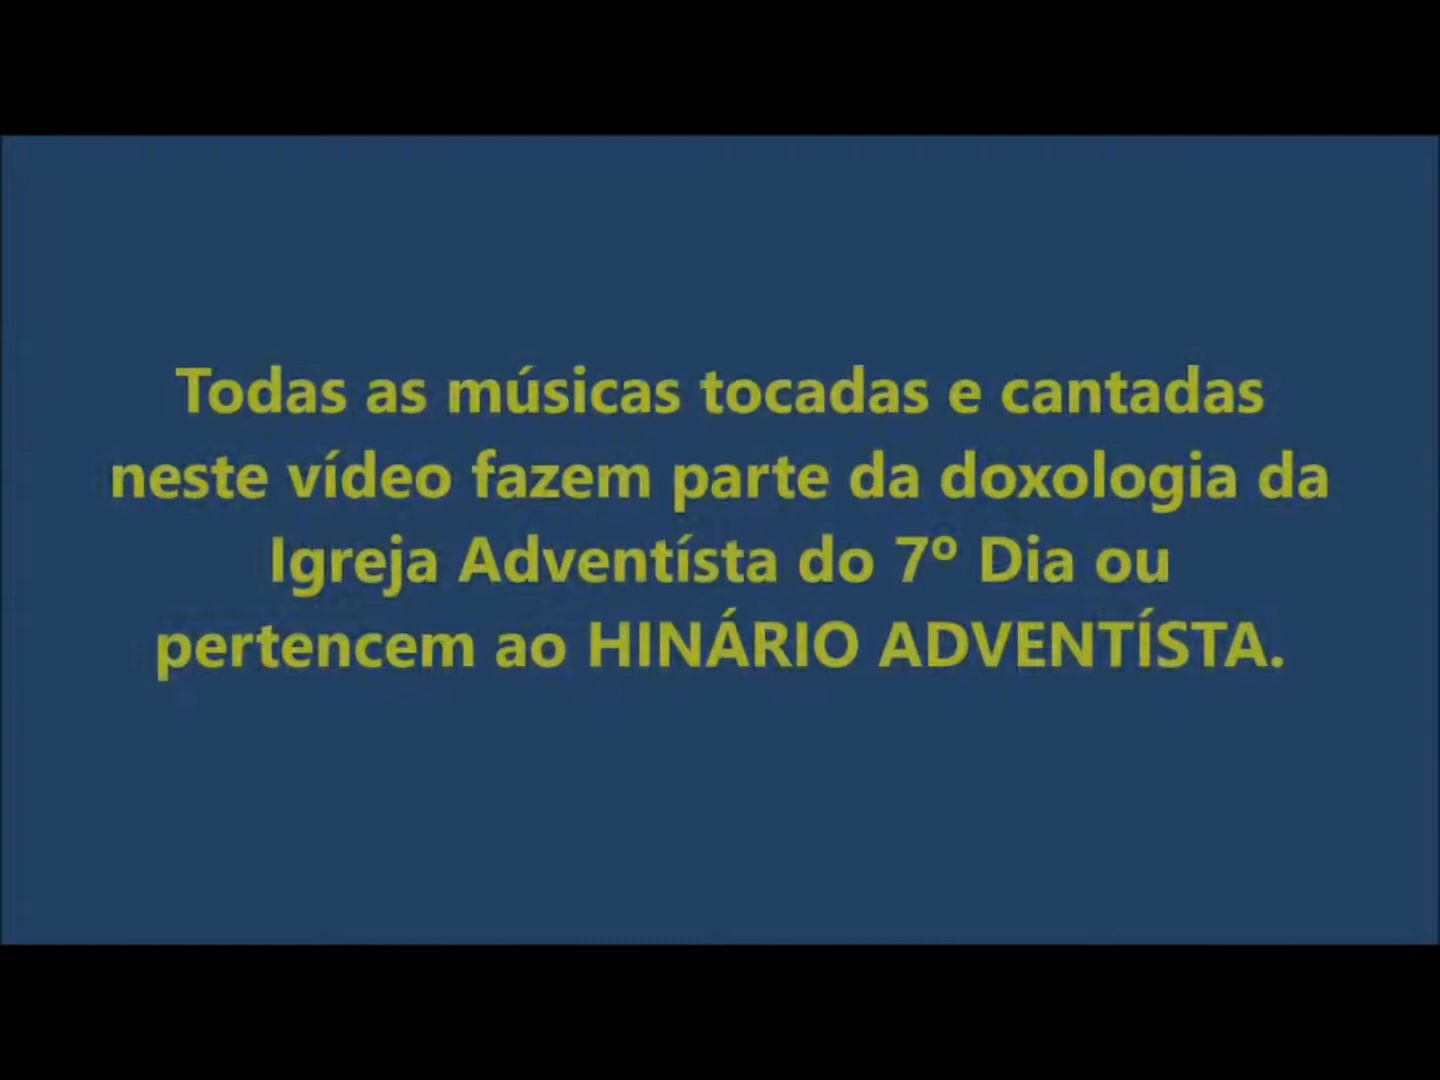 Todas as músicas tocadas e cantadas
neste vídeo fazem parte da doxologia da
Igreja Adventísta do 7º Dia ou
pertencem ao HINÁRIO ADVENTÍSTA.